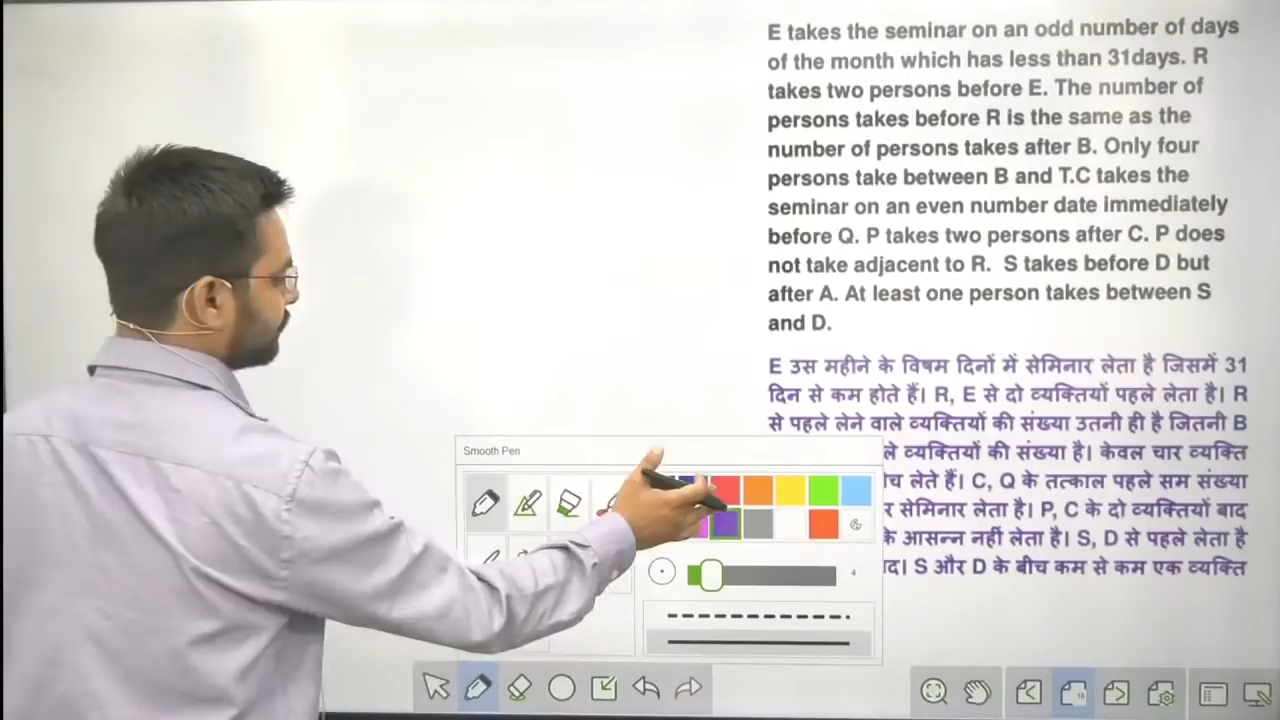 E takes the seminar on an odd number of days
of the month which has less than 31days. R
takes two persons before E. The number of
persons takes before R is the same as the
number of persons takes after B. Only four
persons take between B and T.C takes the
seminar on an even number date immediately
before Q. P takes two persons after C. P does
not take adjacent to R. S takes before D but
after A. At least one person takes between S
and D.
E उस महीने के विषम दिनों में सेमिनार लेता है जिसमें 31
दिन से कम होते हैं। R, E से दो व्यक्तियों पहले लेता है। R
से पहले लेने वाले व्यक्तियों की संख्या उतनी ही है जितनी B
ले व्यक्तियों की संख्या है। केवल चार व्यक्ति
च लेते हैं। C, Q के तत्काल पहले सम संख्या
र सेमिनार लेता है। P, C के दो व्यक्तियों बाद
के आसन्न नहीं लेता है। S, D से पहले लेता है
द। S और D के बीच कम से कम एक व्यक्ति
Smooth Pen
4